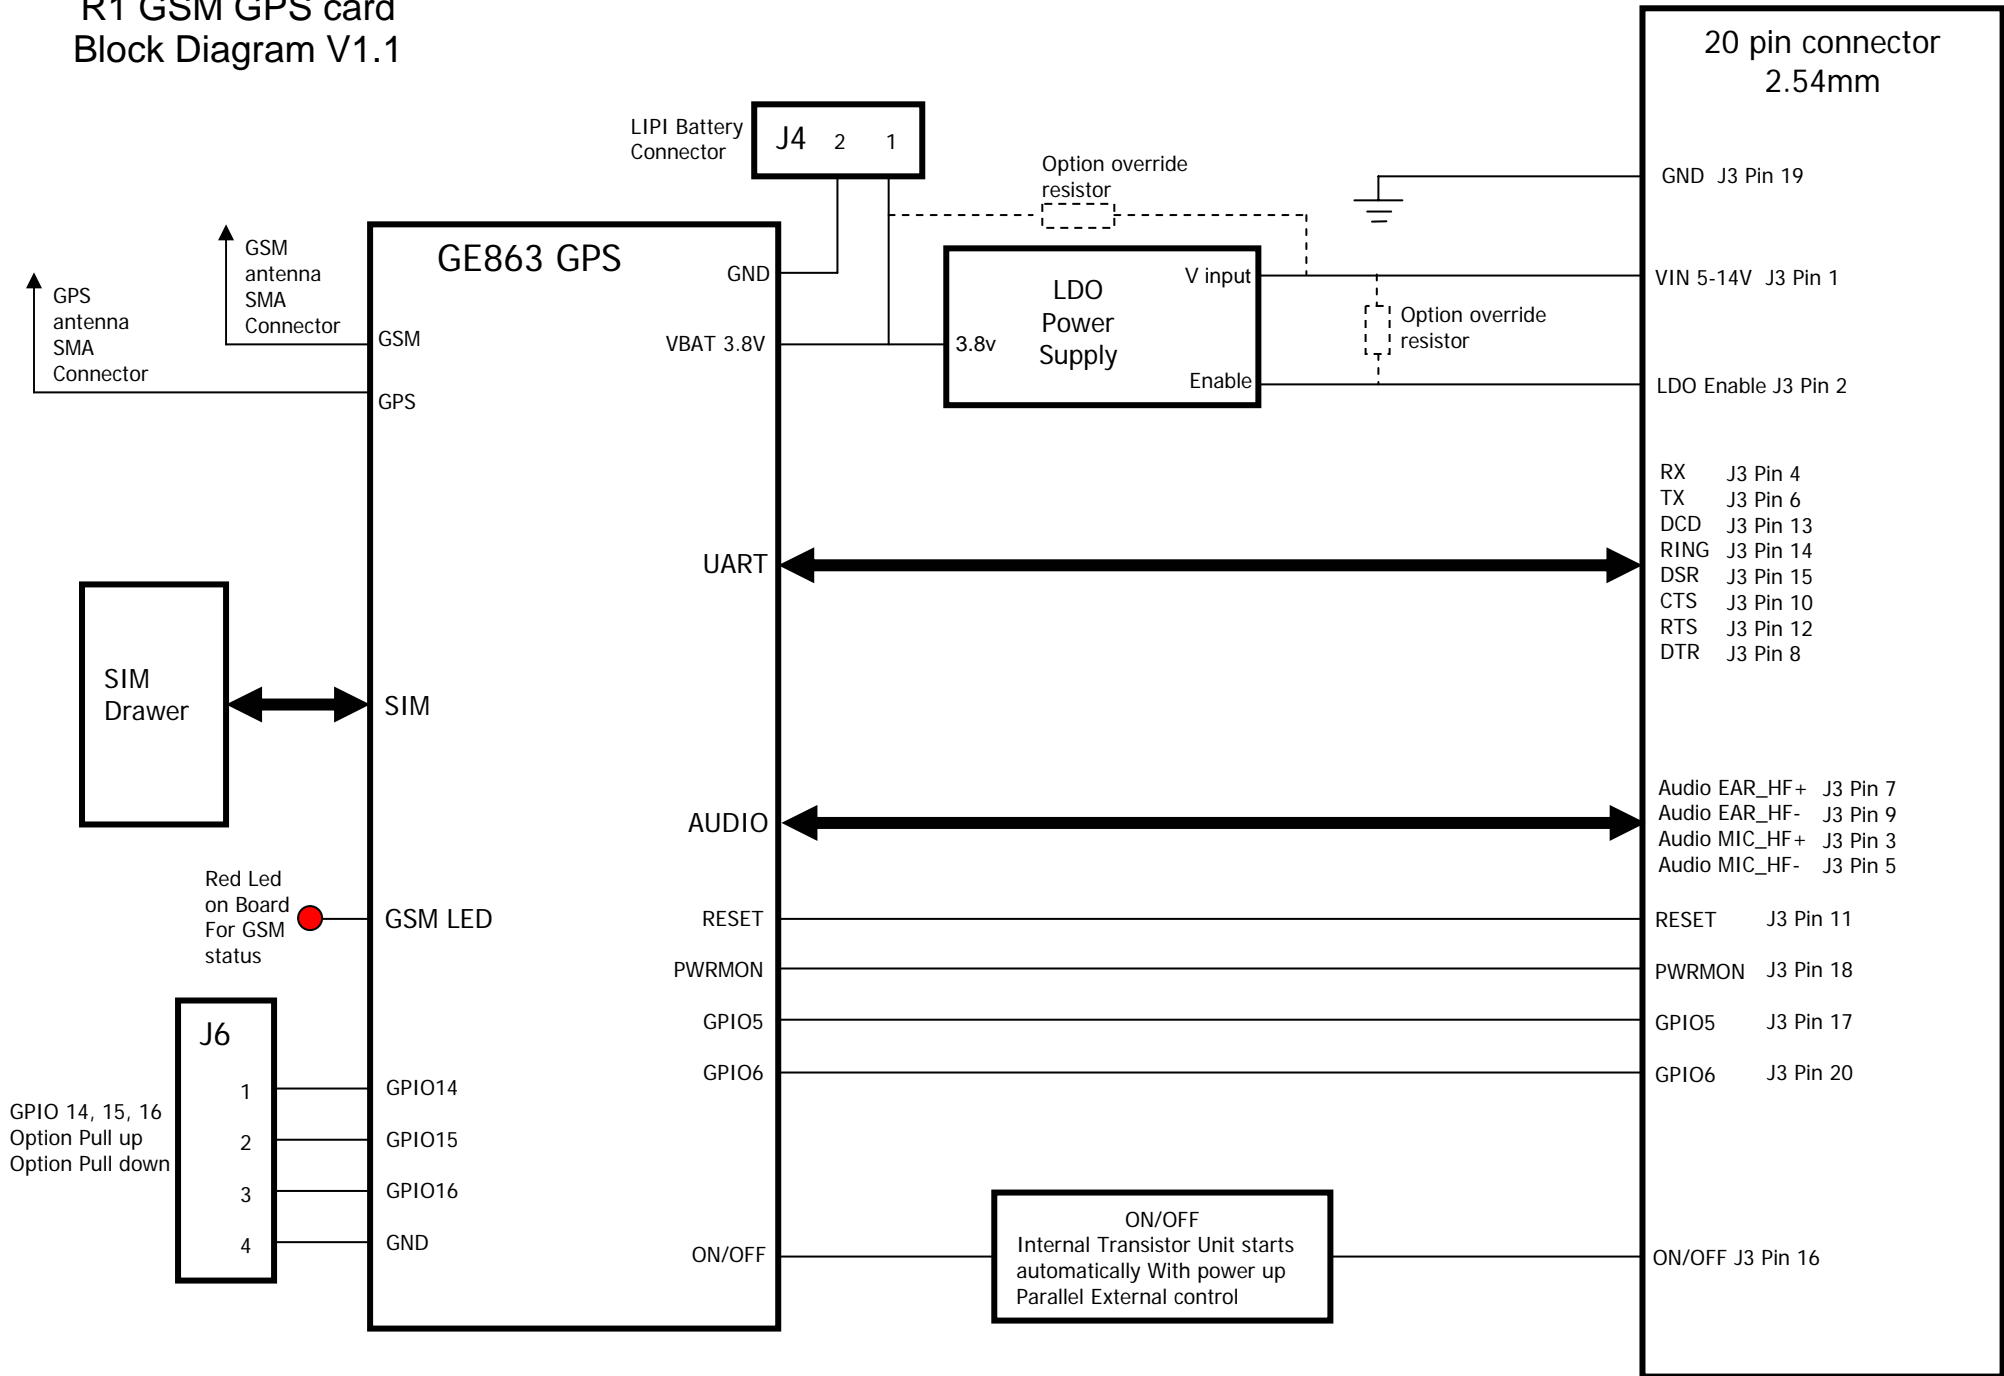 R1 GSM GPS card
Block Diagram V1.1
20 pin connector
2.54mm
LIPI Battery
Connector
J4 2 1
Option override
resistor
GND J3 Pin 19
GSM
antenna
SMA
Connector
GPS
antenna
SMA
Connector
GE863 GPS
GND
VBAT 3.8V
GSM
GPS
LDO
Power
Supply
V input
3.8v
Enable
VIN 5-14V J3 Pin 1
Option override
resistor
LDO Enable J3 Pin 2
RX J3 Pin 4
TX J3 Pin 6
DCD J3 Pin 13
RING J3 Pin 14
DSR J3 Pin 15
CTS J3 Pin 10
RTS J3 Pin 12
DTR J3 Pin 8
UART
SIM
Drawer
SIM
AUDIO
Audio EAR_HF+ J3 Pin 7
Audio EAR_HF- J3 Pin 9
Audio MIC_HF+ J3 Pin 3
Audio MIC_HF- J3 Pin 5
Red Led
on Board
For GSM
status
GSM LED
RESET
RESET J3 Pin 11
PWRMON
PWRMON J3 Pin 18
GPIO5
GPIO5 J3 Pin 17
GPIO6
GPIO6 J3 Pin 20
J6
1
2
3
4
GPIO 14, 15, 16
Option Pull up
Option Pull down
GPIO14
GPIO15
GPIO16
GND
ON/OFF
ON/OFF
Internal Transistor Unit starts
automatically With power up
Parallel External control
ON/OFF J3 Pin 16